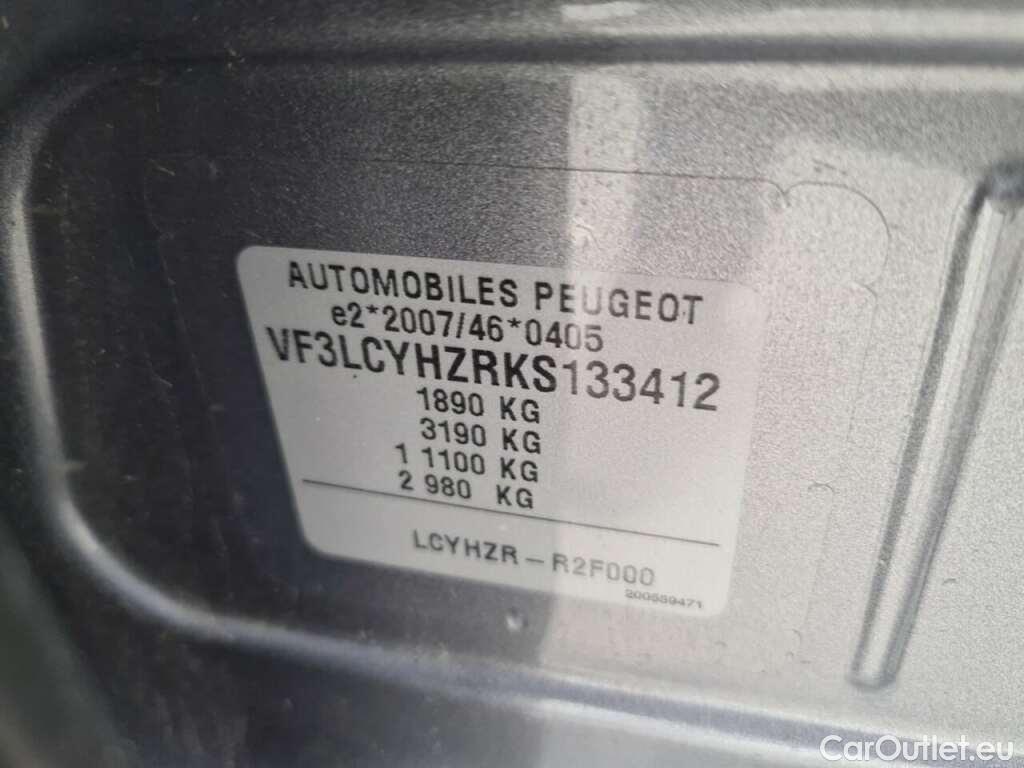 AUTOMOBILES PEUGEOT
e2*2007/46*0405
VF3LCYHZRKS133412
1890 KG
3190 KG
1 1100 KG
2 980 KG
LCYHZR - R2F000
200559471
CarOutlet.eu